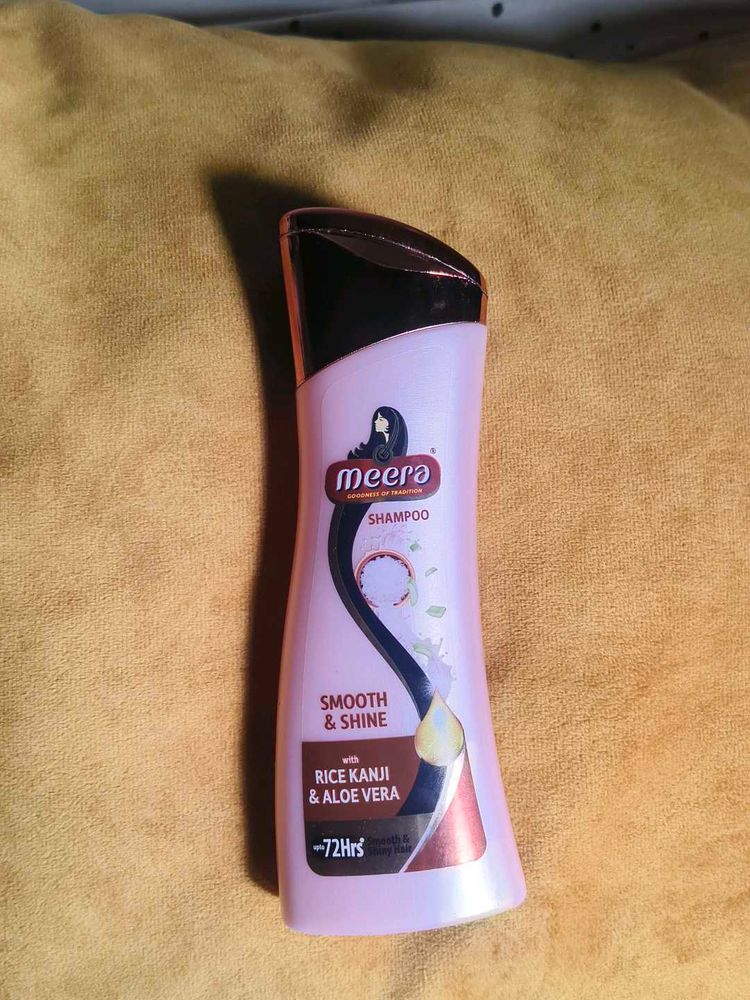 meera®
GOODNESS OF TRADITION
SHAMPOO
SMOOTH
& SHINE
with
RICE KANJI
& ALOE VERA
upto 72Hrs* Smooth &
Shiny Hair